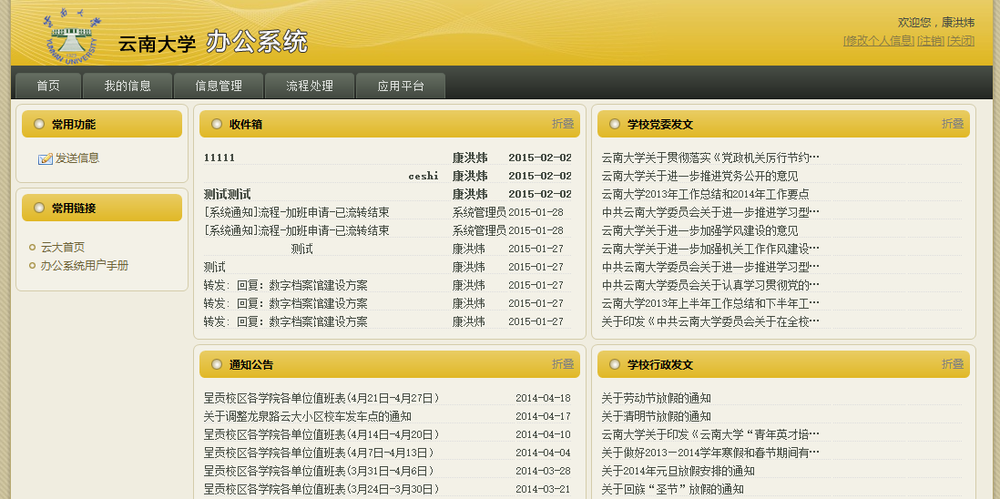 云南大学 办公系统
欢迎您，康洪炜
[修改个人信息] [注销] [关闭]
首页 我的信息 信息管理 流程处理 应用平台
常用功能
发送信息
常用链接
云大首页
办公系统用户手册
收件箱 折叠
11111 康洪炜 2015-02-02
ceshi 康洪炜 2015-02-02
测试测试 康洪炜 2015-02-02
[系统通知]流程-加班申请-已流转结束 系统管理员 2015-01-28
[系统通知]流程-加班申请-已流转结束 系统管理员 2015-01-28
测试 康洪炜 2015-01-27
测试 康洪炜 2015-01-27
转发：回复：数字档案馆建设方案 康洪炜 2015-01-27
转发：回复：数字档案馆建设方案 康洪炜 2015-01-27
转发：回复：数字档案馆建设方案 康洪炜 2015-01-27
学校党委发文 折叠
云南大学关于贯彻落实《党政机关厉行节约…
云南大学关于进一步推进党务公开的意见
云南大学2013年工作总结和2014年工作要点
中共云南大学委员会关于进一步推进学习型…
云南大学关于进一步加强学风建设的意见
云南大学关于进一步加强机关工作作风建设…
中共云南大学委员会关于进一步推进学习型…
中共云南大学委员会关于认真学习贯彻党的…
云南大学2013年上半年工作总结和下半年工…
关于印发《中共云南大学委员会关于在全校…
通知公告 折叠
呈贡校区各学院各单位值班表(4月21日-4月27日) 2014-04-18
关于调整龙泉路云大小区校车发车点的通知 2014-04-17
呈贡校区各学院各单位值班表(4月14日-4月20日) 2014-04-10
呈贡校区各学院各单位值班表(4月7日-4月13日) 2014-04-04
呈贡校区各学院各单位值班表(3月31日-4月6日) 2014-03-28
呈贡校区各学院各单位值班表(3月24日-3月30日) 2014-03-21
学校行政发文 折叠
关于劳动节放假的通知
关于清明节放假的通知
云南大学关于印发《云南大学“青年英才培…
关于做好2013－2014学年寒假和春节期间有…
关于2014年元旦放假安排的通知
关于回族“圣节”放假的通知